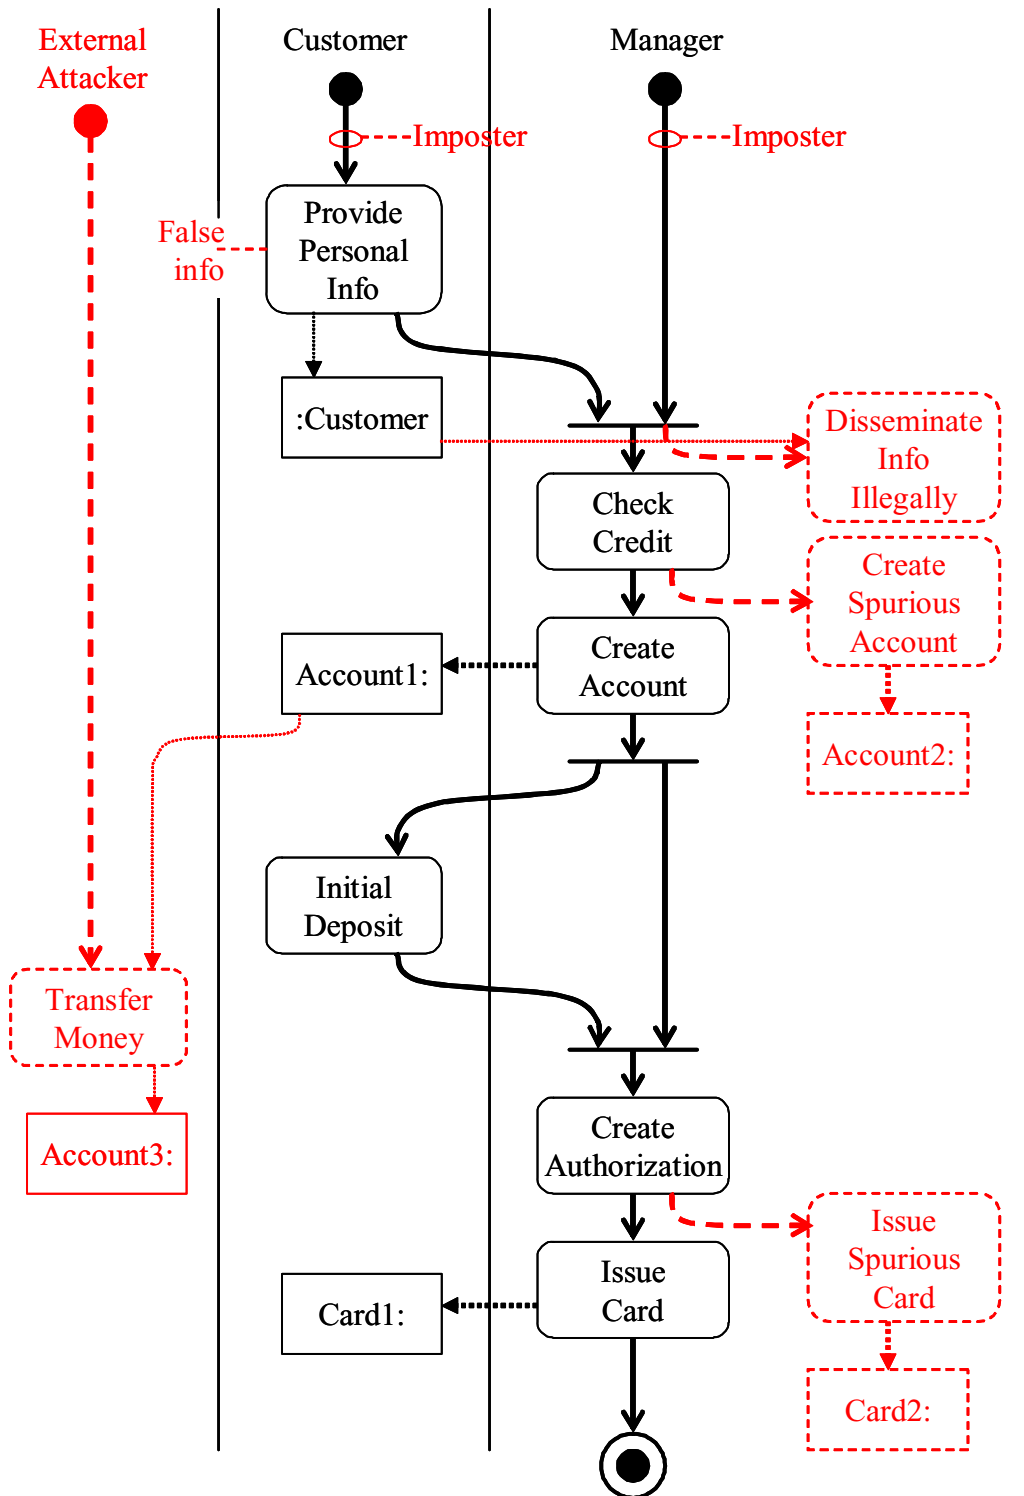 External
Attacker
Customer
Manager
Imposter
Imposter
Provide
Personal
Info
False
info
:Customer
Disseminate
Info
Illegally
Check
Credit
Create
Spurious
Account
Account1:
Create
Account
Account2:
Initial
Deposit
Transfer
Money
Account3:
Create
Authorization
Issue
Spurious
Card
Issue
Card
Card1:
Card2: